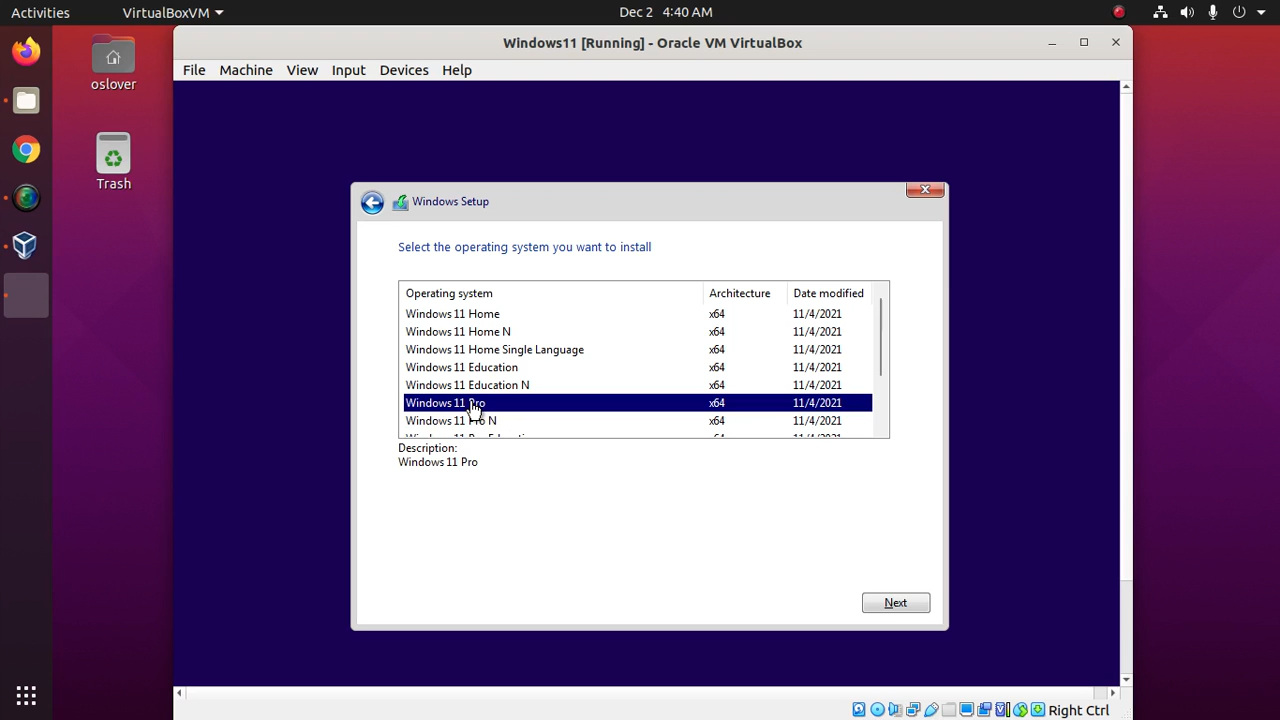 Activities
VirtualBoxVM
Dec 2 4:40 AM
Windows11 [Running] - Oracle VM VirtualBox
oslover
Trash
File Machine View Input Devices Help
Windows Setup
Select the operating system you want to install
Operating system Architecture Date modified
Windows 11 Home x64 11/4/2021
Windows 11 Home N x64 11/4/2021
Windows 11 Home Single Language x64 11/4/2021
Windows 11 Education x64 11/4/2021
Windows 11 Education N x64 11/4/2021
Windows 11 Pro x64 11/4/2021
Windows 11 Pro N x64 11/4/2021
Description:
Windows 11 Pro
Next
Right Ctrl